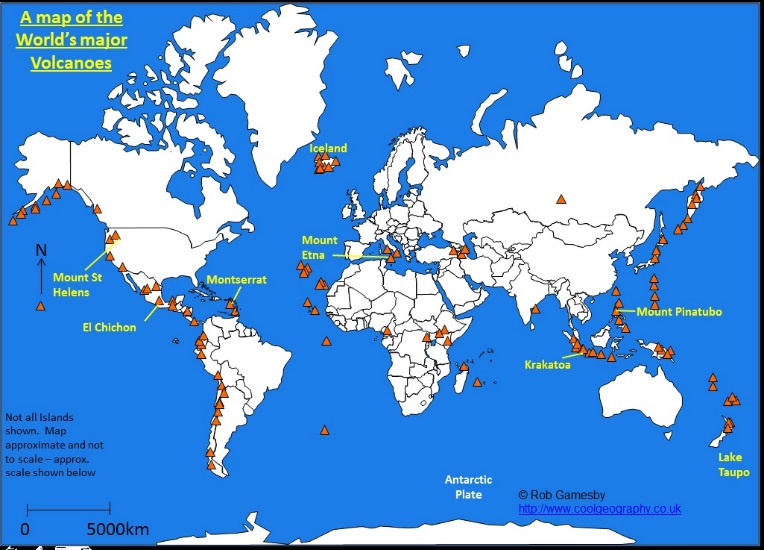 A map of the
World's major
Volcanoes
Iceland
N
Mount
Etna
Mount St
Helens
Montserrat
El Chichon
Mount Pinatubo
Krakatoa
Not all Islands
shown. Map
approximate and not
to scale – approx.
scale shown below
Lake
Taupo
Antarctic
Plate
© Rob Gamesby
http://www.coolgeography.co.uk
0 5000km